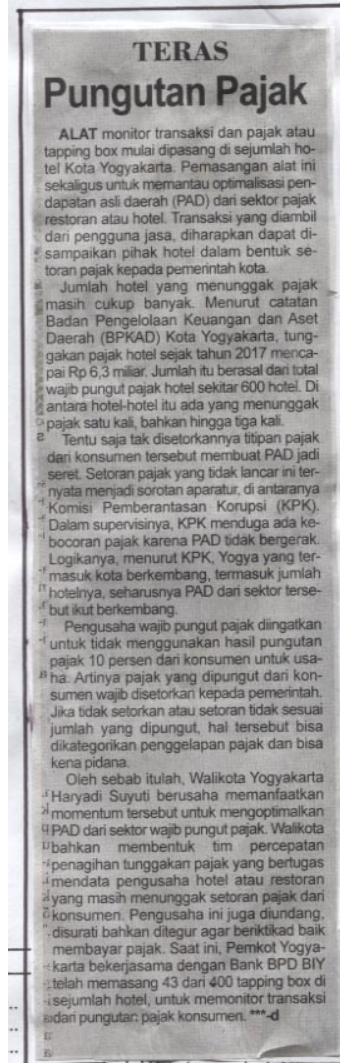 TERAS
Pungutan Pajak
ALAT monitor transaksi dan pajak atau
tapping box mulai dipasang di sejumlah ho-
tel Kota Yogyakarta. Pemasangan alat ini
sekaligus untuk memantau optimalisasi pen-
dapatan asli daerah (PAD) dari sektor pajak
restoran atau hotel. Transaksi yang diambil
dari pengguna jasa, diharapkan dapat di-
sampaikan pihak hotel dalam bentuk se-
toran pajak kepada pemerintah kota.
Jumlah hotel yang menunggak pajak
masih cukup banyak. Menurut catatan
Badan Pengelolaan Keuangan dan Aset
Daerah (BPKAD) Kota Yogyakarta, tung-
gakan pajak hotel sejak tahun 2017 menca-
pai Rp 6,3 miliar. Jumlah itu berasal dari total
wajib pungut pajak hotel sekitar 600 hotel. Di
antara hotel-hotel itu ada yang menunggak
pajak satu kali, bahkan hingga tiga kali.
Tentu saja tak disetorkannya titipan pajak
dari konsumen tersebut membuat PAD jadi
seret. Setoran pajak yang tidak lancar ini ter-
nyata menjadi sorotan aparatur, di antaranya
Komisi Pemberantasan Korupsi (KPK).
Dalam supervisinya, KPK menduga ada ke-
bocoran pajak karena PAD tidak bergerak.
Logikanya, menurut KPK, Yogya yang ter-
masuk kota berkembang, termasuk jumlah
hotelnya, seharusnya PAD dari sektor terse-
but ikut berkembang.
Pengusaha wajib pungut pajak diingatkan
untuk tidak menggunakan hasil pungutan
pajak 10 persen dari konsumen untuk usa-
ha. Artinya pajak yang dipungut dari kon-
sumen wajib disetorkan kepada pemerintah.
Jika tidak setorkan atau setoran tidak sesuai
jumlah yang dipungut, hal tersebut bisa
dikategorikan penggelapan pajak dan bisa
kena pidana.
Oleh sebab itulah, Walikota Yogyakarta
Haryadi Suyuti berusaha memanfaatkan
momentum tersebut untuk mengoptimalkan
PAD dari sektor wajib pungut pajak. Walikota
bahkan membentuk tim percepatan
penagihan tunggakan pajak yang bertugas
mendata pengusaha hotel atau restoran
yang masih menunggak setoran pajak dari
konsumen. Pengusaha ini juga diundang,
disurati bahkan ditegur agar beriktikad baik
membayar pajak. Saat ini, Pemkot Yogya-
karta bekerjasama dengan Bank BPD BIY
telah memasang 43 dari 400 tapping box di
sejumlah hotel, untuk memonitor transaksi
dan pungutan pajak konsumen. ***-d